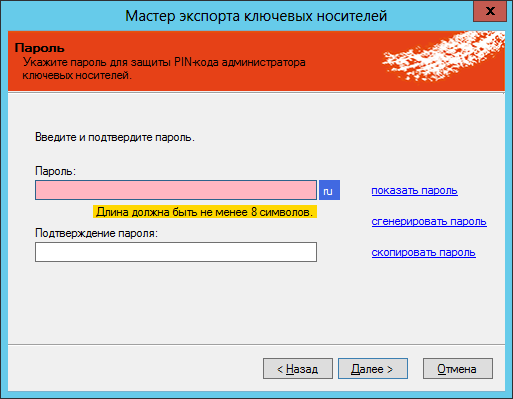 Мастер экспорта ключевых носителей
x
Пароль
Укажите пароль для защиты PIN-кода администратора
ключевых носителей.
Введите и подтвердите пароль.
Пароль:
ru
показать пароль
Длина должна быть не менее 8 символов.
сгенерировать пароль
Подтверждение пароля:
скопировать пароль
< Назад
Далее >
Отмена